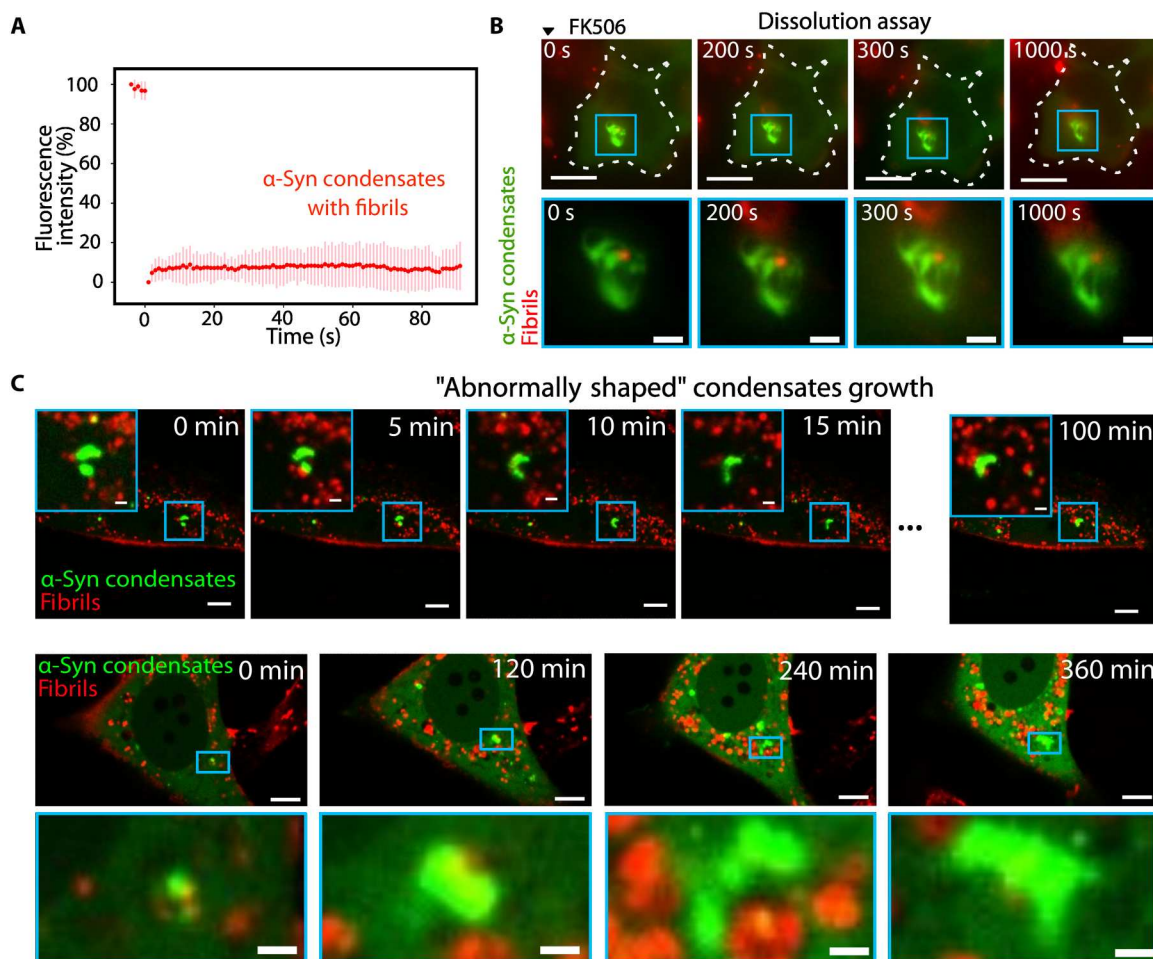 A
Fluorescence
intensity (%)
100
80
60
40
20
0
α-Syn condensates
with fibrils
0
20
40
60
80
Time (s)
B
FK506
Dissolution assay
α-Syn condensates
Fibrils
0 s
200 s
300 s
1000 s
0 s
200 s
300 s
1000 s
C
"Abnormally shaped" condensates growth
0 min
5 min
10 min
15 min
...
100 min
α-Syn condensates
Fibrils
α-Syn condensates
Fibrils
0 min
120 min
240 min
360 min